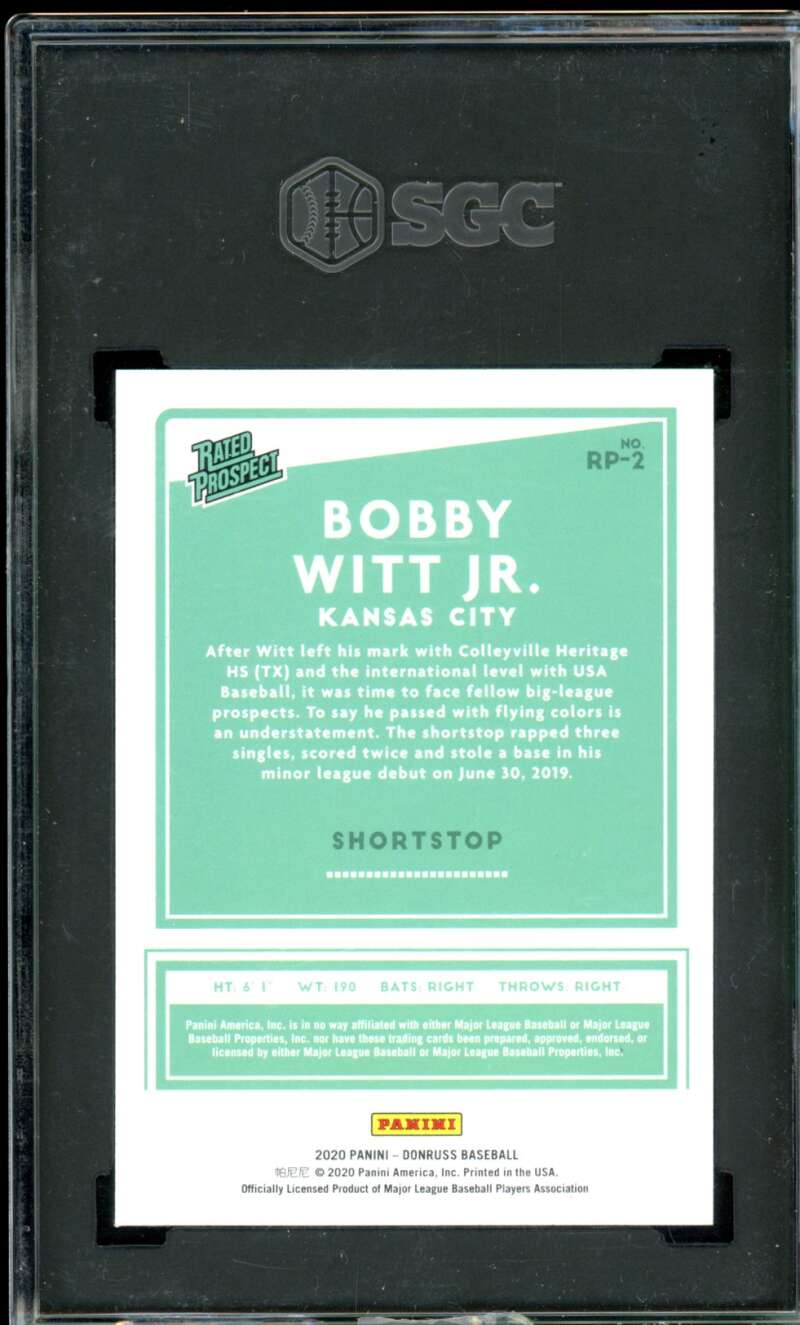 SGC
RATED
PROSPECT
NO.
RP-2
BOBBY
WITT JR.
KANSAS CITY
After Witt left his mark with Colleyville Heritage
HS (TX) and the international level with USA
Baseball, it was time to face fellow big-league
prospects. To say he passed with flying colors is
an understatement. The shortstop rapped three
singles, scored twice and stole a base in his
minor league debut on June 30, 2019.
SHORTSTOP
HT: 6' 1" WT: 190 BATS: RIGHT THROWS: RIGHT
Panini America, Inc. is in no way affiliated with either Major League Baseball or Major League
Baseball Properties, Inc. nor have these trading cards been prepared, approved, endorsed, or
licensed by either Major League Baseball or Major League Baseball Properties, Inc.
PANINI
2020 PANINI – DONRUSS BASEBALL
帕尼尼 © 2020 Panini America, Inc. Printed in the USA.
Officially Licensed Product of Major League Baseball Players Association